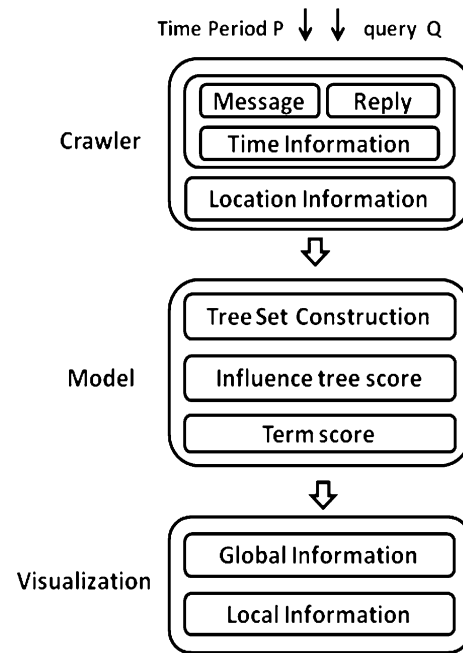 Time Period P query Q
Message Reply
Crawler
Time Information
Location Information
Tree Set Construction
Model
Influence tree score
Term score
Global Information
Visualization
Local Information